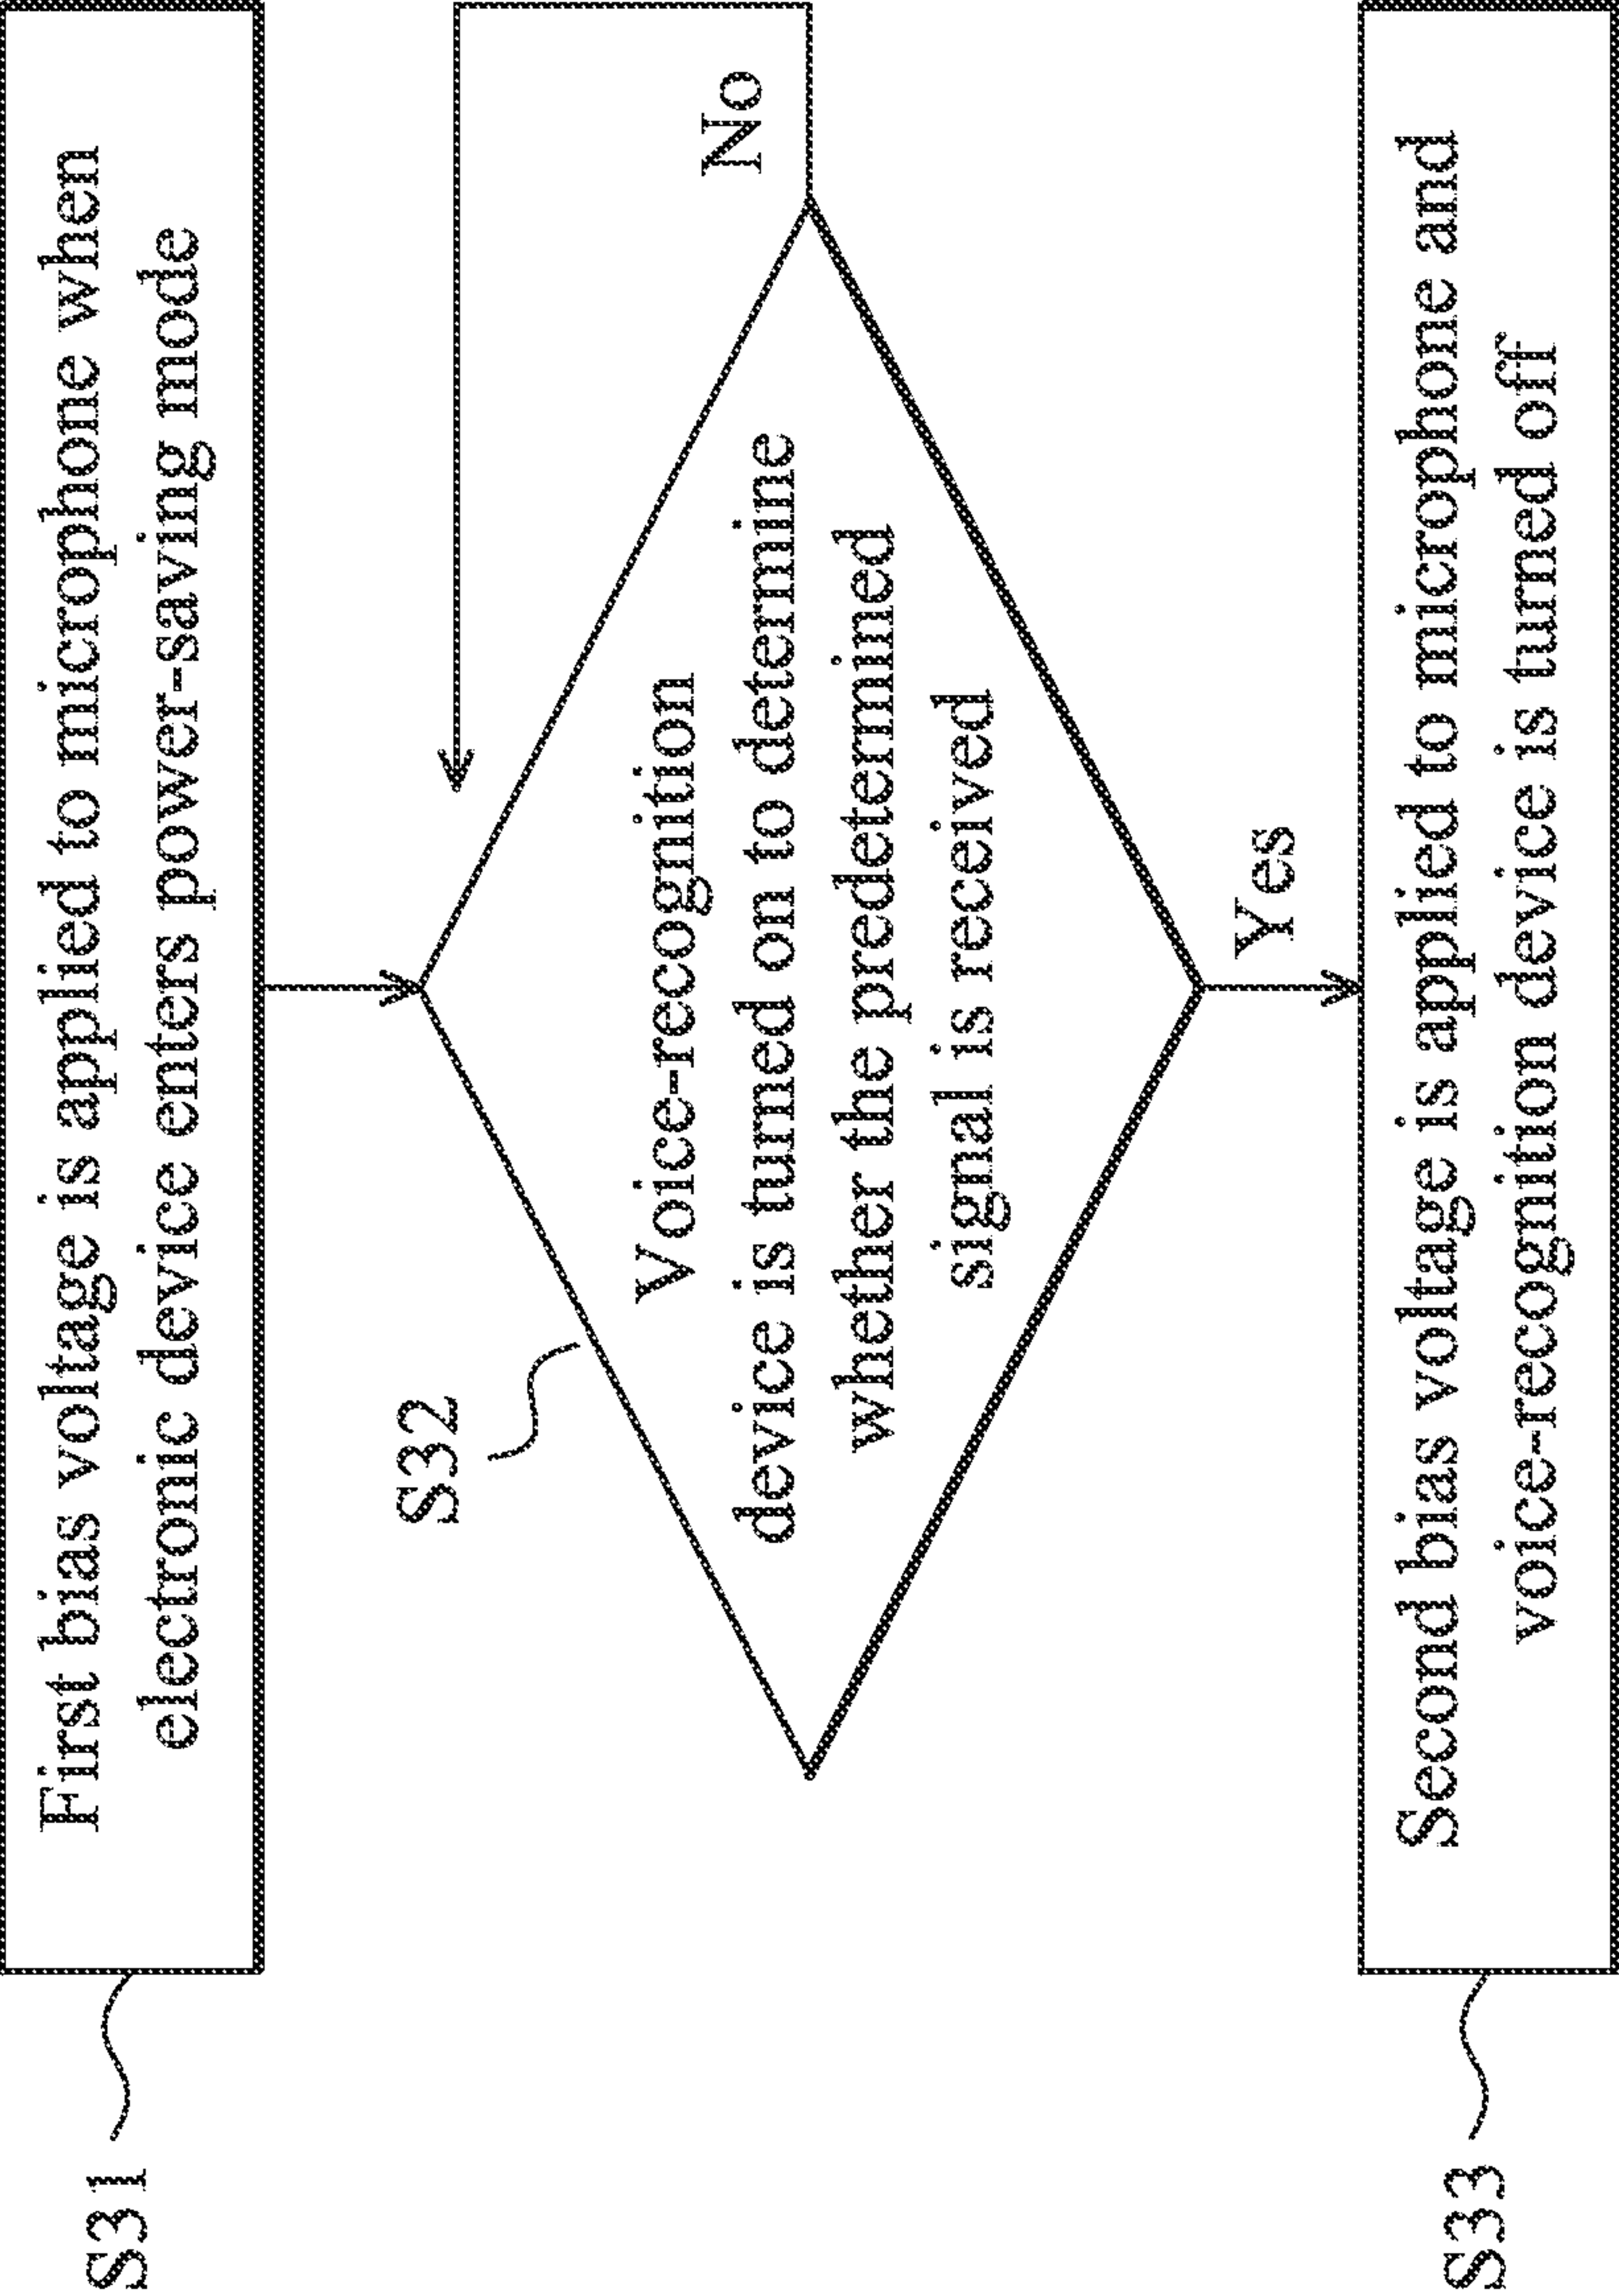 S31
First bias voltage is applied to microphone when
electronic device enters power-saving mode
S32
Voice-recognition
device is turned on to determine
whether the predetermined
signal is received
No
Yes
S33
Second bias voltage is applied to microphone and
voice-recognition device is turned off